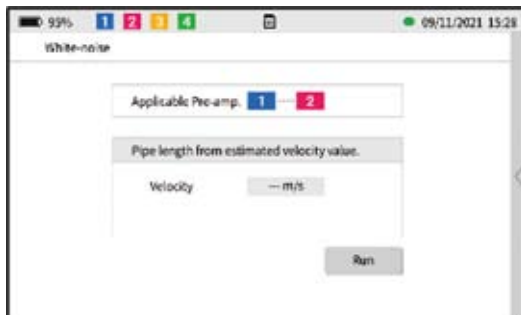 95% 1 2 3 4 09/11/2021 15:28
White-noise
Applicable Pre-amp. 1 2
Pipe length from estimated velocity value.
Velocity --- m/s
Run